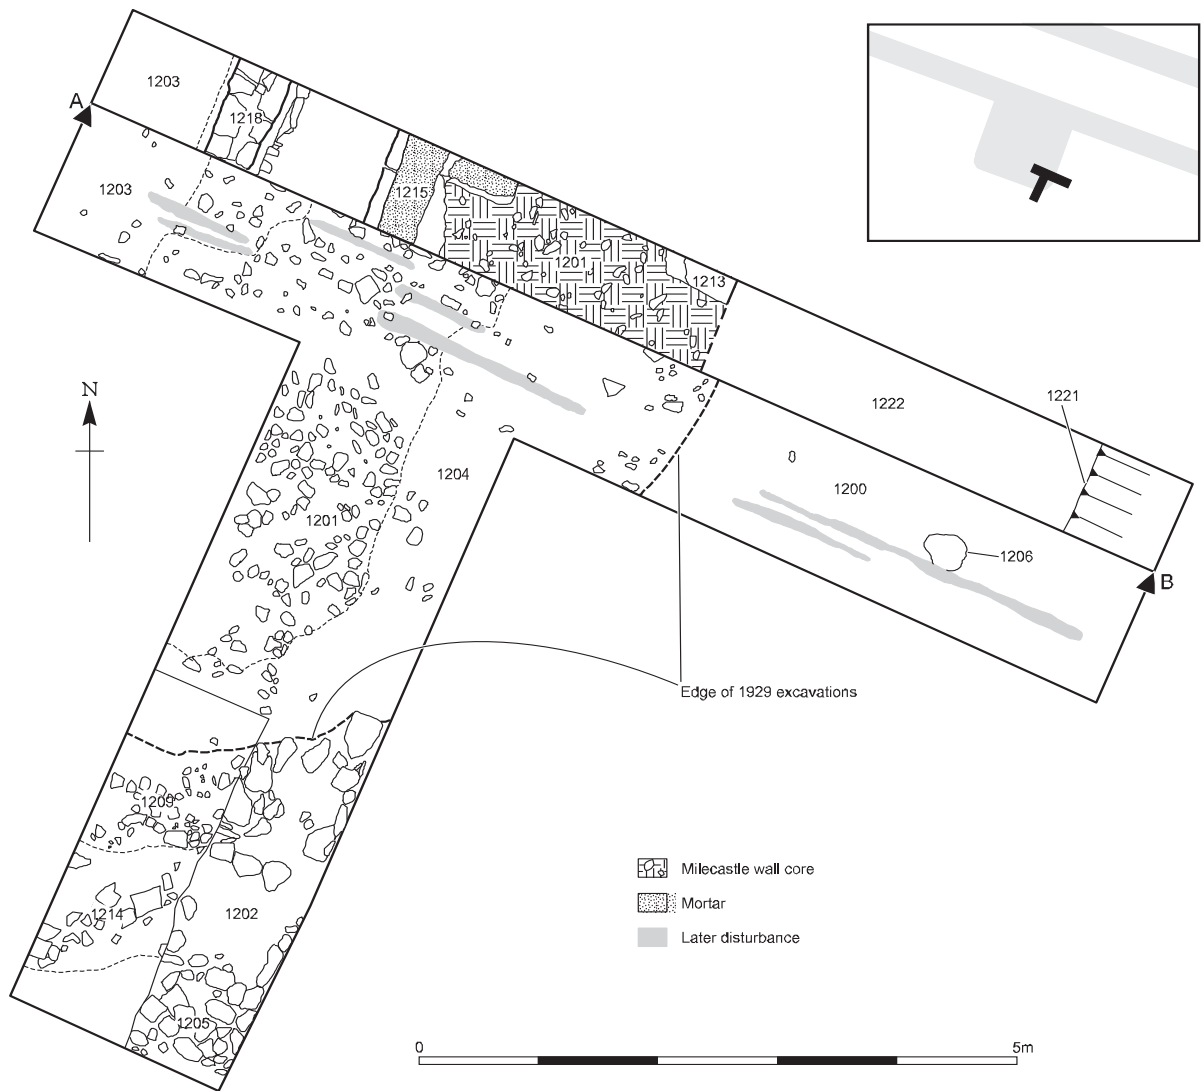 1203
A
1218
1203
1215
1201
1213
N
1222
1221
1204
1200
1201
1206
B
Edge of 1929 excavations
1209
1214
1202
1205
Milecastle wall core
Mortar
Later disturbance
0
5m